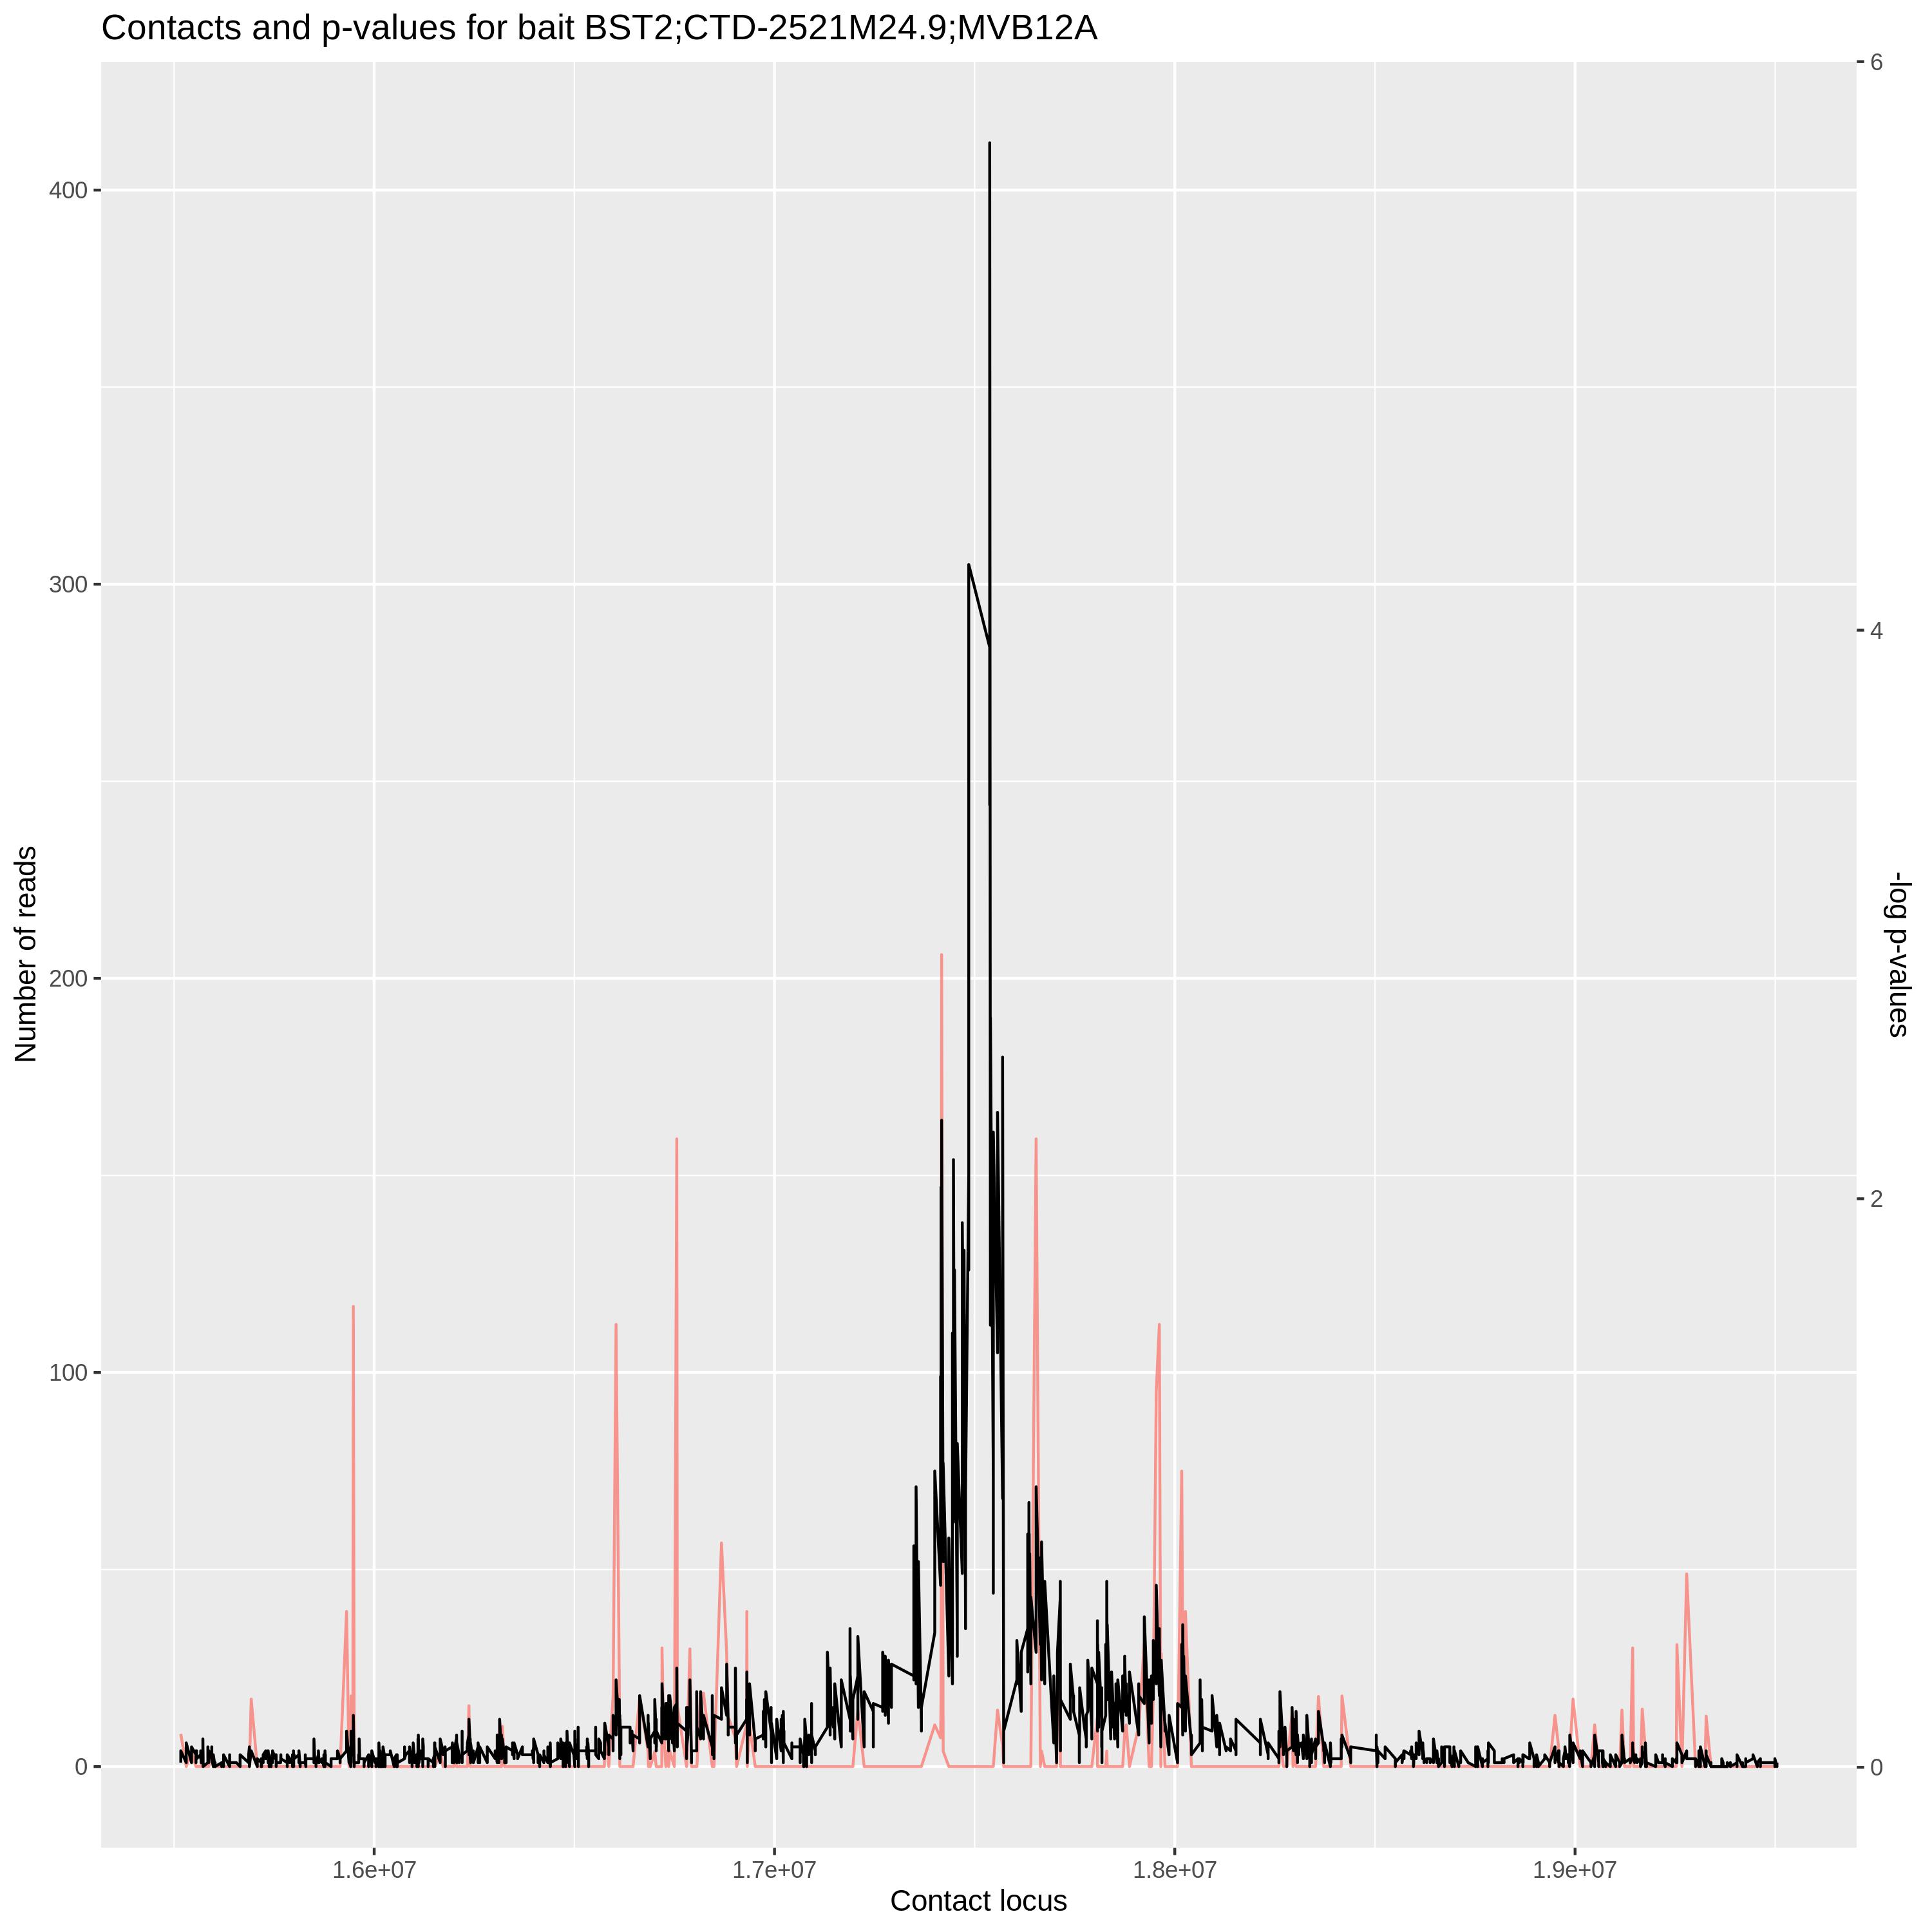 Contacts and p-values for bait BST2;CTD-2521M24.9;MVB12A
Number of reads
400
300
200
100
0
6
4
2
0
-log p-values
1.6e+07
1.7e+07
1.8e+07
1.9e+07
Contact locus